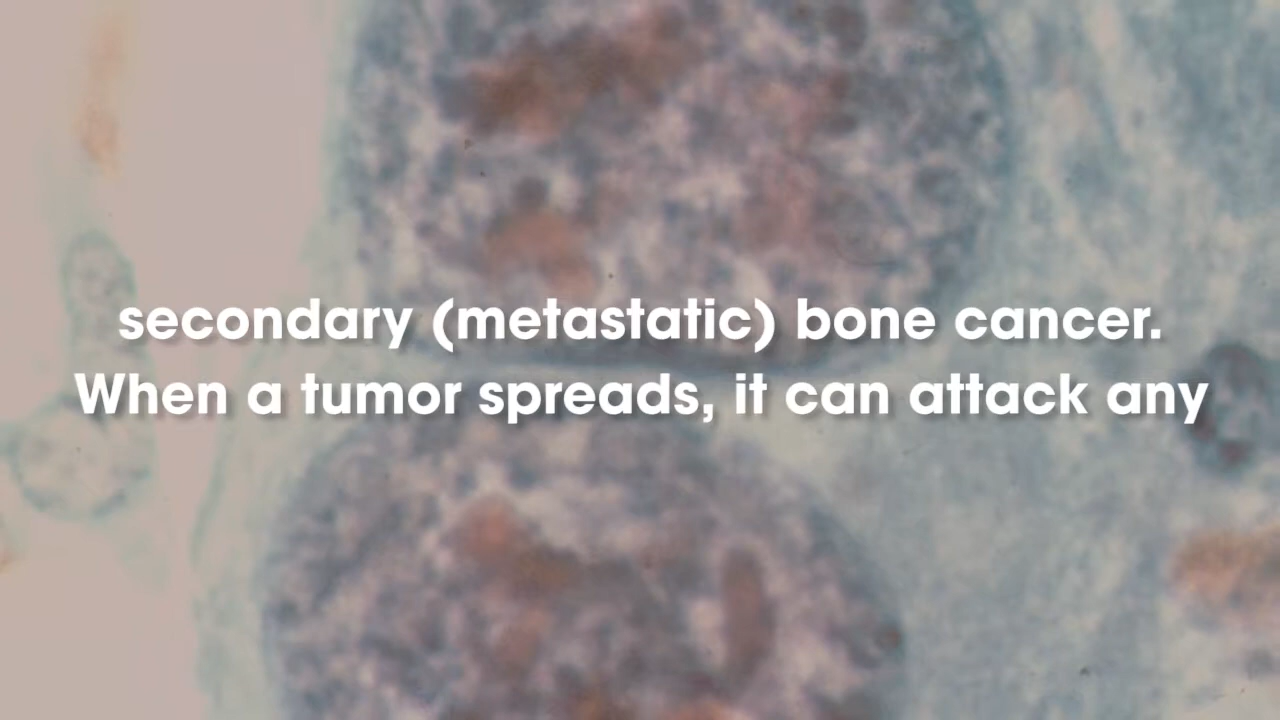 secondary (metastatic) bone cancer.
When a tumor spreads, it can attack any